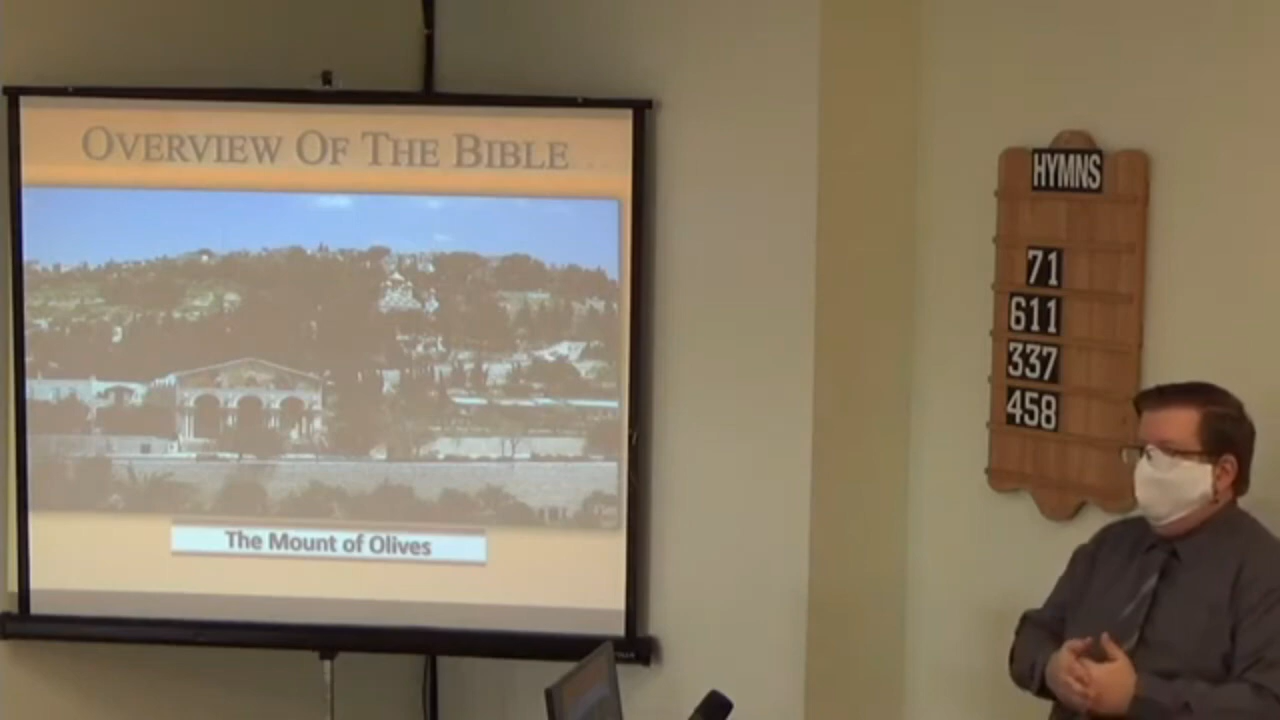 OVERVIEW OF THE BIBLE
The Mount of Olives
HYMNS
71
611
337
458